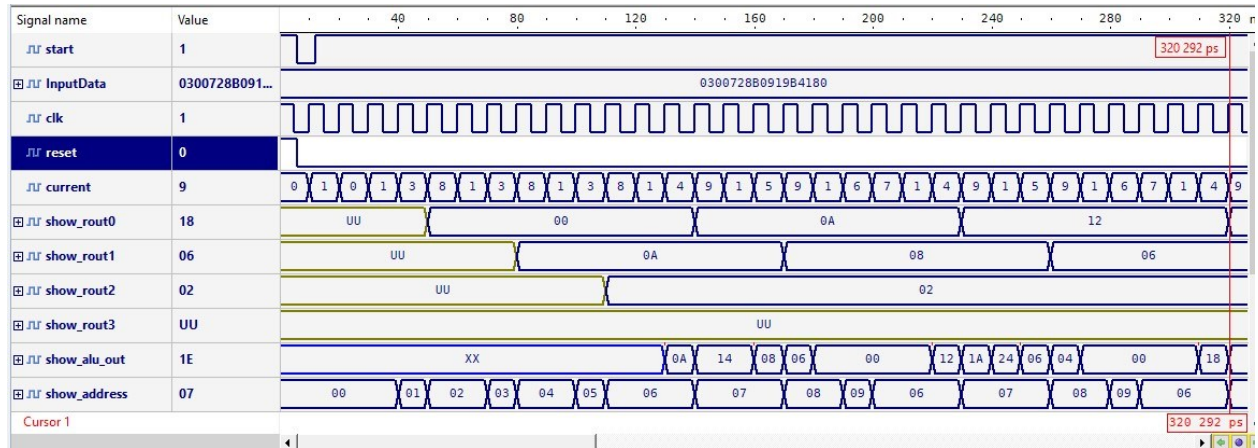 Signal name Value 40 80 120 160 200 240 280 320 n
start 1 320 292 ps
InputData 0300728B091... 0300728B0919B4180
clk 1
reset 0
current 9 0 1 0 1 3 8 1 3 8 1 3 8 1 4 9 1 5 9 1 6 7 1 4 9 1 5 9 1 6 7 1 4 9
show_rout0 18 UU 00 0A 12
show_rout1 06 UU 0A 08 06
show_rout2 02 UU 02
show_rout3 UU UU
show_alu_out 1E XX 0A 14 08 06 00 12 1A 24 06 04 00 18
show_address 07 00 01 02 03 04 05 06 07 08 09 06 07 08 09 06
Cursor 1 320 292 ps